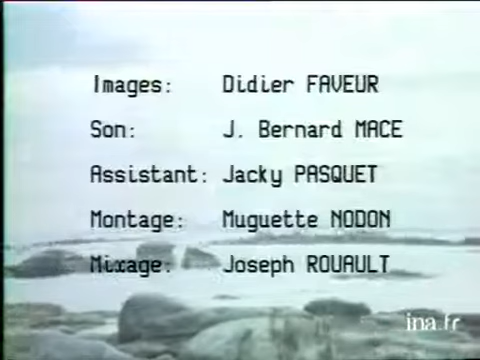 Images: Didier FAVEUR
Son: J. Bernard MACE
Assistant: Jacky PASQUET
Montage: Muguette NODON
Mixage: Joseph ROUAULT
ina.fr